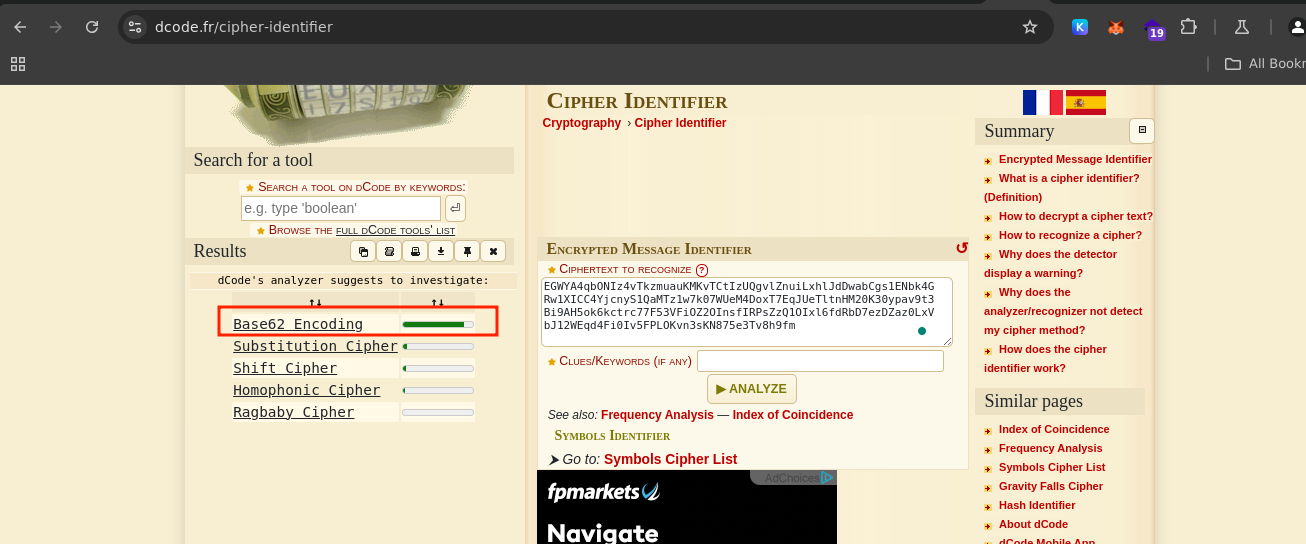 dcode.fr/cipher-identifier
K
19
All Bookr
Search for a tool
Search a tool on dCode by keywords:
e.g. type 'boolean'
Browse the full dCode tools' list
Results
dCode's analyzer suggests to investigate:
↑↓ ↑↓
Base62 Encoding
Substitution Cipher
Shift Cipher
Homophonic Cipher
Ragbaby Cipher
Cipher Identifier
Cryptography › Cipher Identifier
Encrypted Message Identifier
Ciphertext to recognize ?
EGWYA4qbONIz4vTkzmuauKMKvTCtIzUQgvlZnuiLxhlJdDwabCgs1ENbk4G
Rw1XICC4YjcnyS1QaMTz1w7k07WUeM4DoxT7EqJUeTltnHM20K30ypav9t3
Bi9AH5ok6kctrc77F53VFiOZ2OInsfIRPsZzQ1OIxl6fdRbD7ezDZaz0LxV
bJ12WEqd4Fi0Iv5FPLOKvn3sKN875e3Tv8h9fm
Clues/Keywords (if any)
▶ ANALYZE
See also: Frequency Analysis — Index of Coincidence
Symbols Identifier
➤ Go to: Symbols Cipher List
AdChoices
fpmarkets
Navigate
Summary
Encrypted Message Identifier
What is a cipher identifier?
(Definition)
How to decrypt a cipher text?
How to recognize a cipher?
Why does the detector
display a warning?
Why does the
analyzer/recognizer not detect
my cipher method?
How does the cipher
identifier work?
Similar pages
Index of Coincidence
Frequency Analysis
Symbols Cipher List
Gravity Falls Cipher
Hash Identifier
About dCode
dCode Mobile App